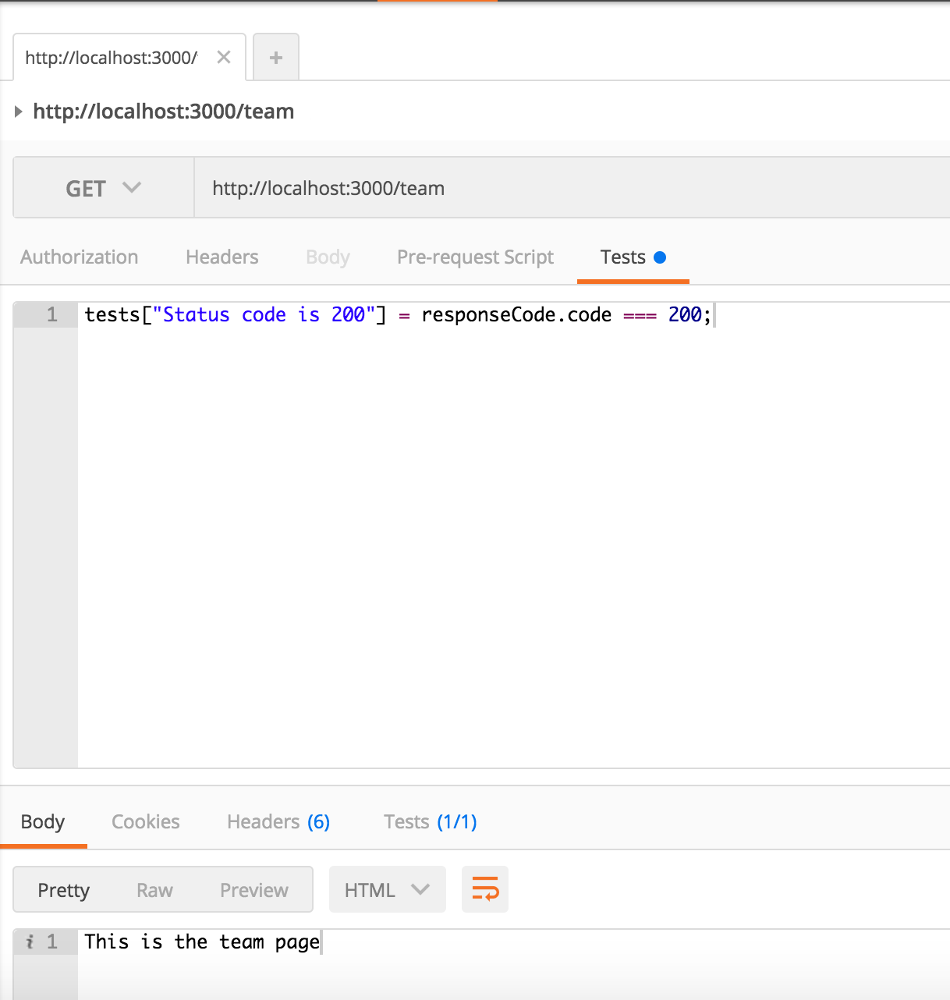 http://localhost:3000/
http://localhost:3000/team
GET http://localhost:3000/team
Authorization Headers Body Pre-request Script Tests
1 tests["Status code is 200"] = responseCode.code === 200;
Body Cookies Headers (6) Tests (1/1)
Pretty Raw Preview HTML
i 1 This is the team page